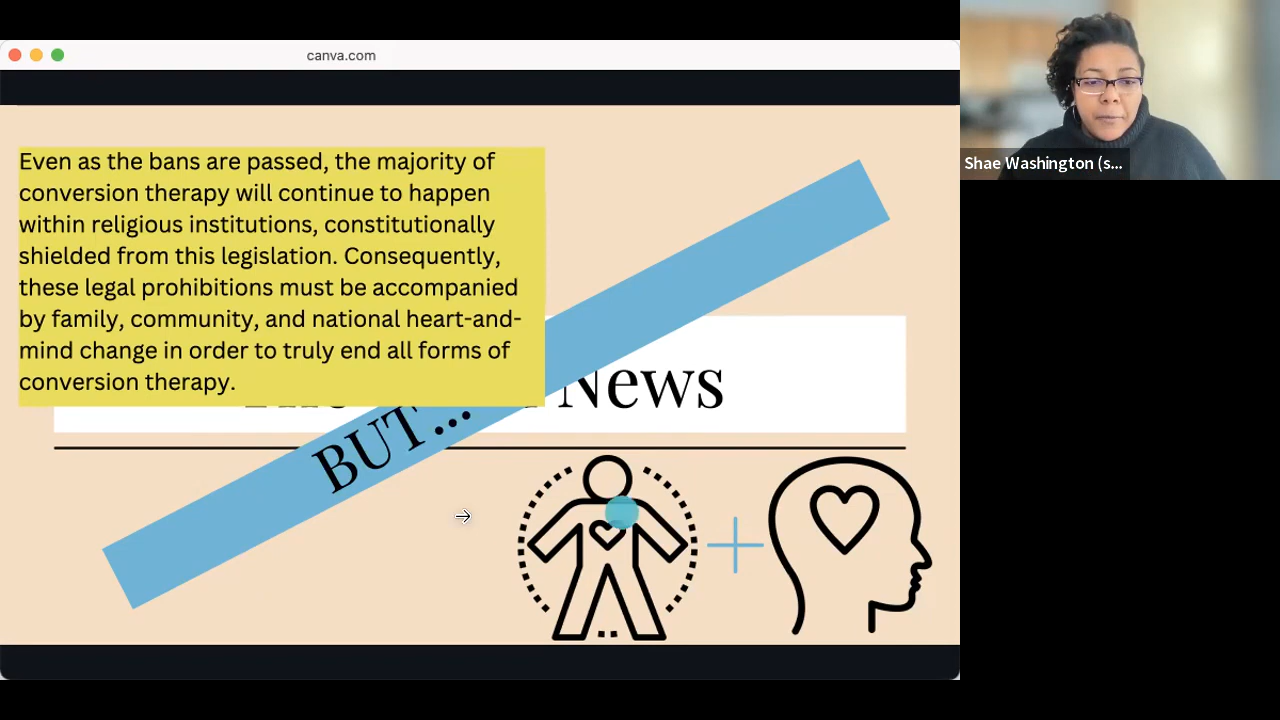 canva.com
Even as the bans are passed, the majority of
conversion therapy will continue to happen
within religious institutions, constitutionally
shielded from this legislation. Consequently,
these legal prohibitions must be accompanied
by family, community, and national heart-and-
mind change in order to truly end all forms of
conversion therapy.
News
BUT...
Shae Washington (s...